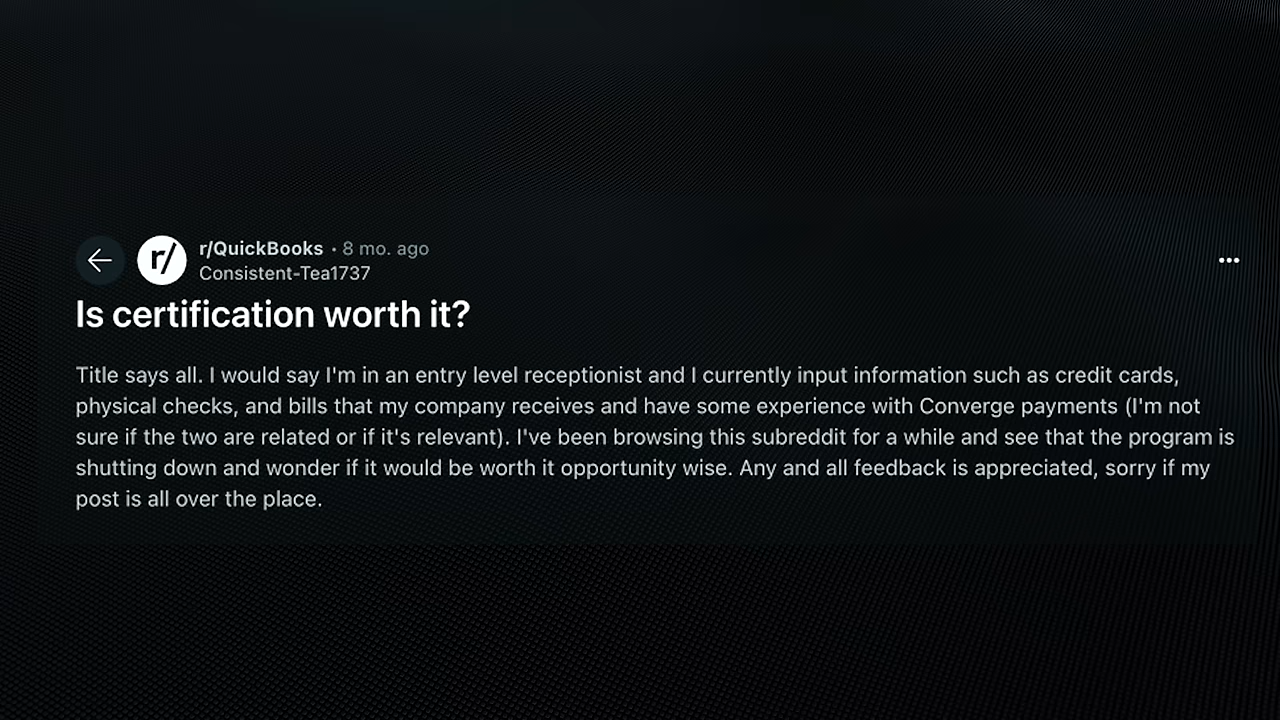 r/
r/QuickBooks • 8 mo. ago
Consistent-Tea1737
Is certification worth it?
Title says all. I would say I'm in an entry level receptionist and I currently input information such as credit cards,
physical checks, and bills that my company receives and have some experience with Converge payments (I'm not
sure if the two are related or if it's relevant). I've been browsing this subreddit for a while and see that the program is
shutting down and wonder if it would be worth it opportunity wise. Any and all feedback is appreciated, sorry if my
post is all over the place.